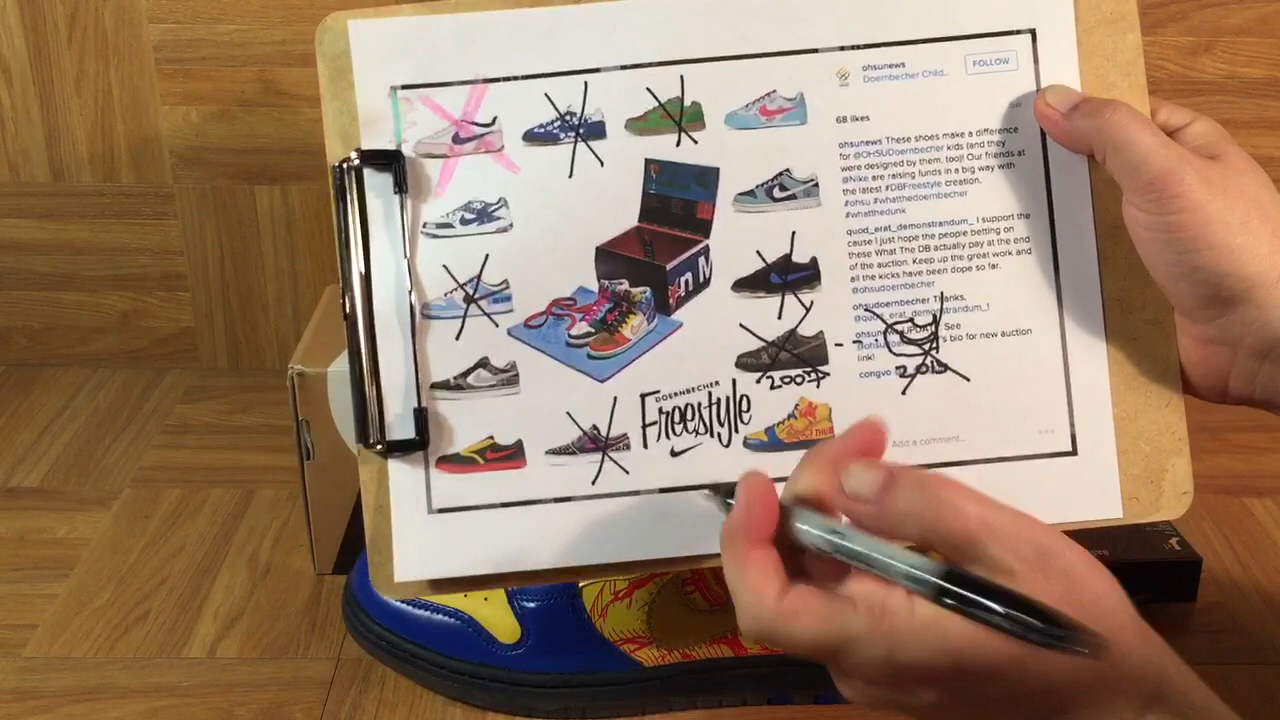 ohsunews
Doernbecher Child...
FOLLOW
68 likes
5w
ohsunews These shoes make a difference
for @OHSUDoernbecher kids (and they
were designed by them, too)! Our friends at
@Nike are raising funds in a big way with
the latest #DBFreestyle creation.
#ohsu #whatthedoernbecher
#whatthedunk
quod_erat_demonstrandum_ I support the
cause I just hope the people betting on
these What The DB actually pay at the end
of the auction. Keep up the great work and
all the kicks have been dope so far.
@ohsudoernbecher
ohsudoernbecher Thanks,
@quod_erat_demonstrandum_!
See
's bio for new auction
link!
congvo
Add a comment...
2007
DOERNBECHER
Freestyle
THUR